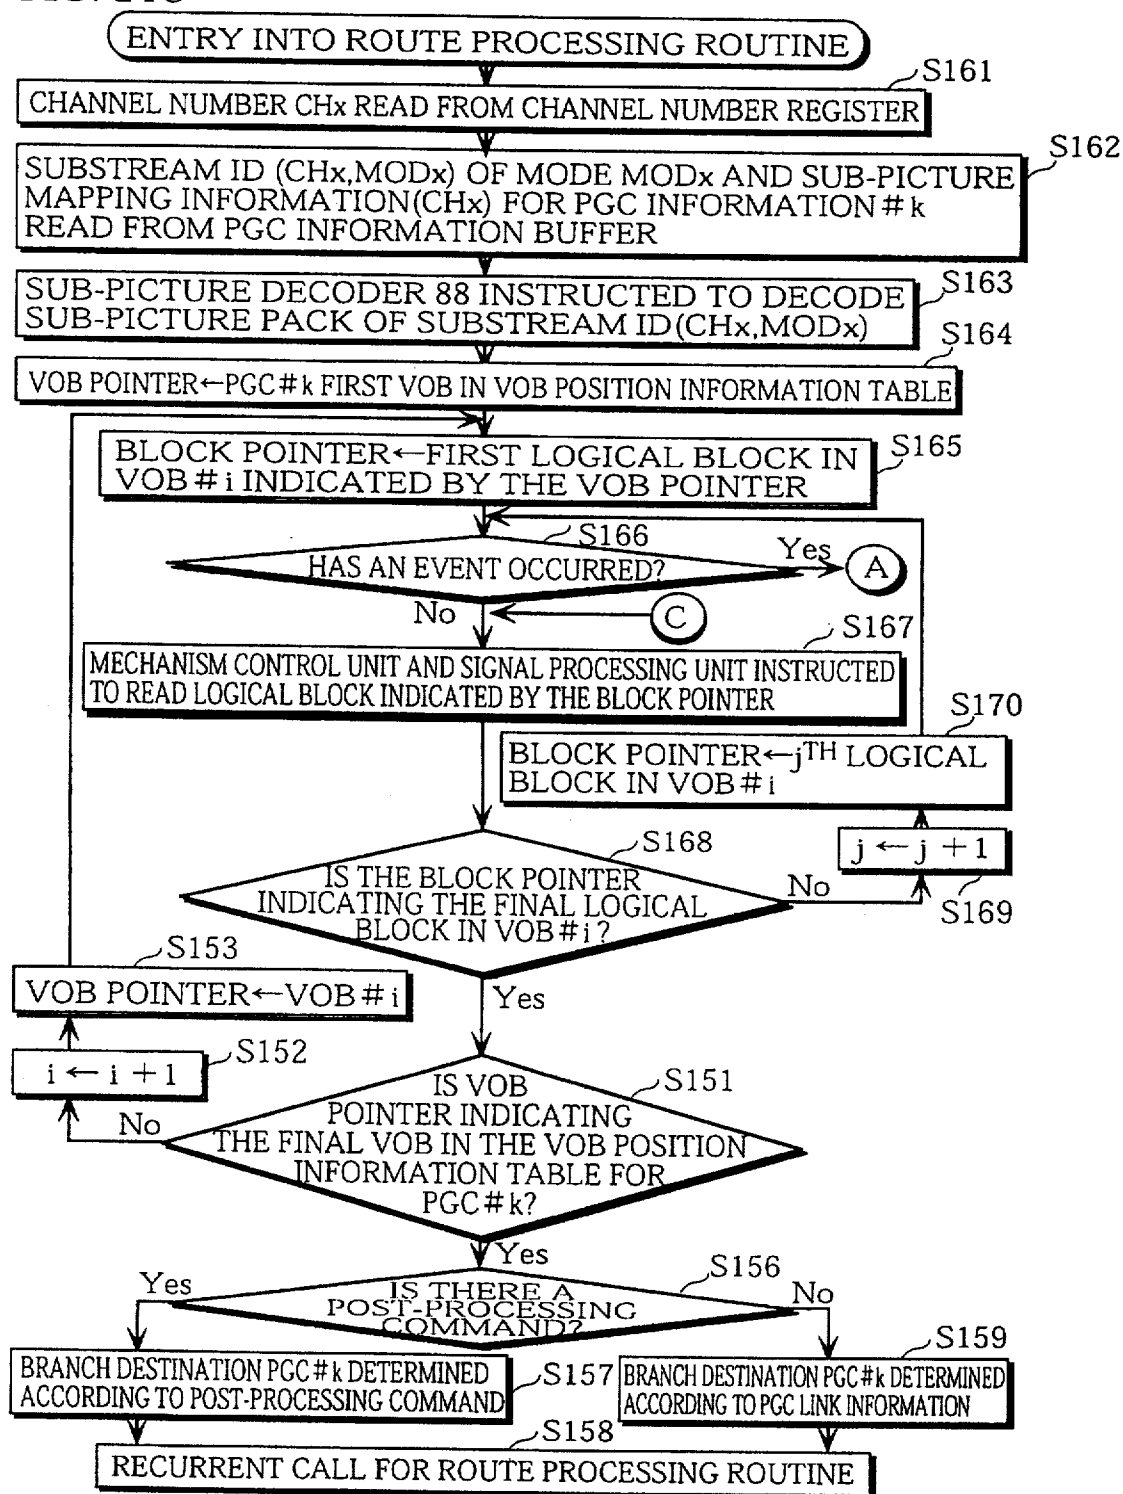 ENTRY INTO ROUTE PROCESSING ROUTINE
S161
CHANNEL NUMBER CHx READ FROM CHANNEL NUMBER REGISTER
S162
SUBSTREAM ID (CHx,MODx) OF MODE MODx AND SUB-PICTURE
MAPPING INFORMATION(CHx) FOR PGC INFORMATION#k
READ FROM PGC INFORMATION BUFFER
S163
SUB-PICTURE DECODER 88 INSTRUCTED TO DECODE
SUB-PICTURE PACK OF SUBSTREAM ID(CHx,MODx)
S164
VOB POINTER←PGC#k FIRST VOB IN VOB POSITION INFORMATION TABLE
S165
BLOCK POINTER←FIRST LOGICAL BLOCK IN
VOB#i INDICATED BY THE VOB POINTER
S166
HAS AN EVENT OCCURRED?
Yes
A
No
C
S167
MECHANISM CONTROL UNIT AND SIGNAL PROCESSING UNIT INSTRUCTED
TO READ LOGICAL BLOCK INDICATED BY THE BLOCK POINTER
S170
BLOCK POINTER←jTH LOGICAL
BLOCK IN VOB#i
S168
j←j+1
S169
IS THE BLOCK POINTER
INDICATING THE FINAL LOGICAL
BLOCK IN VOB#i?
No
Yes
S153
VOB POINTER←VOB#i
S152
i←i+1
No
S151
IS VOB
POINTER INDICATING
THE FINAL VOB IN THE VOB POSITION
INFORMATION TABLE FOR
PGC#k?
Yes
S156
IS THERE A
POST-PROCESSING
COMMAND?
Yes
No
S157
BRANCH DESTINATION PGC#k DETERMINED
ACCORDING TO POST-PROCESSING COMMAND
S159
BRANCH DESTINATION PGC#k DETERMINED
ACCORDING TO PGC LINK INFORMATION
S158
RECURRENT CALL FOR ROUTE PROCESSING ROUTINE